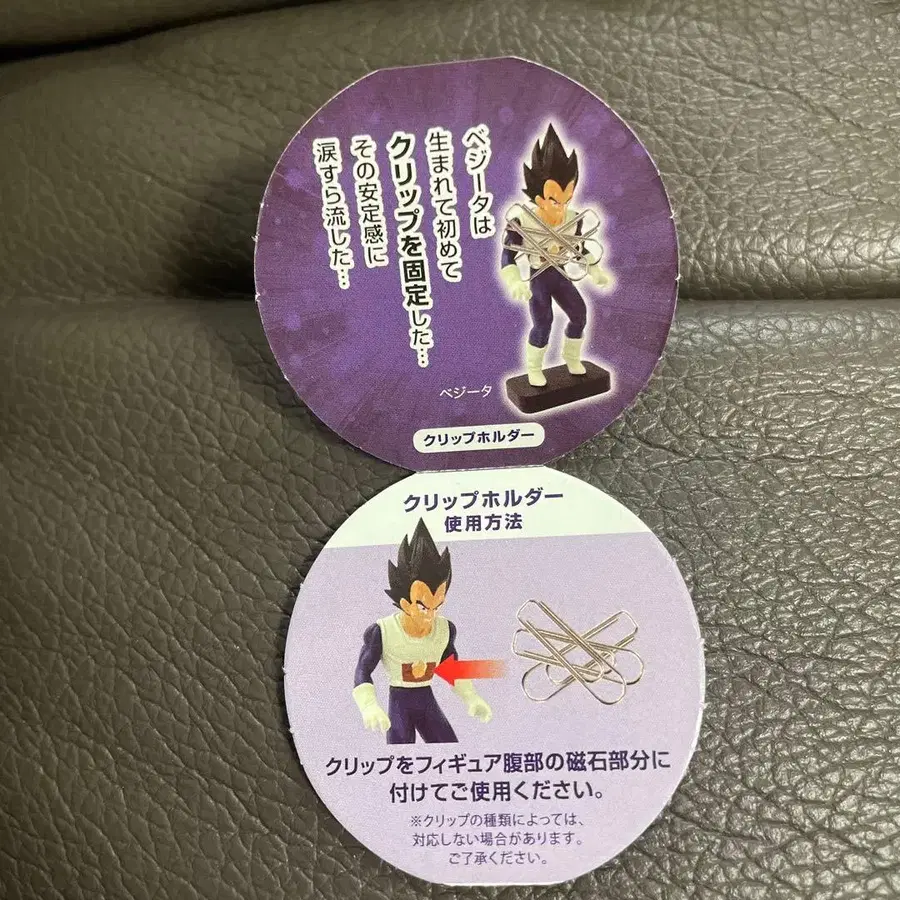 ベジータは
生まれて初めて
クリップを固定した…
その安定感に
涙すら流した…
ベジータ
クリップホルダー
クリップホルダー
使用方法
クリップをフィギュア腹部の磁石部分に
付けてご使用ください。
※クリップの種類によっては、
対応しない場合があります。
ご了承ください。